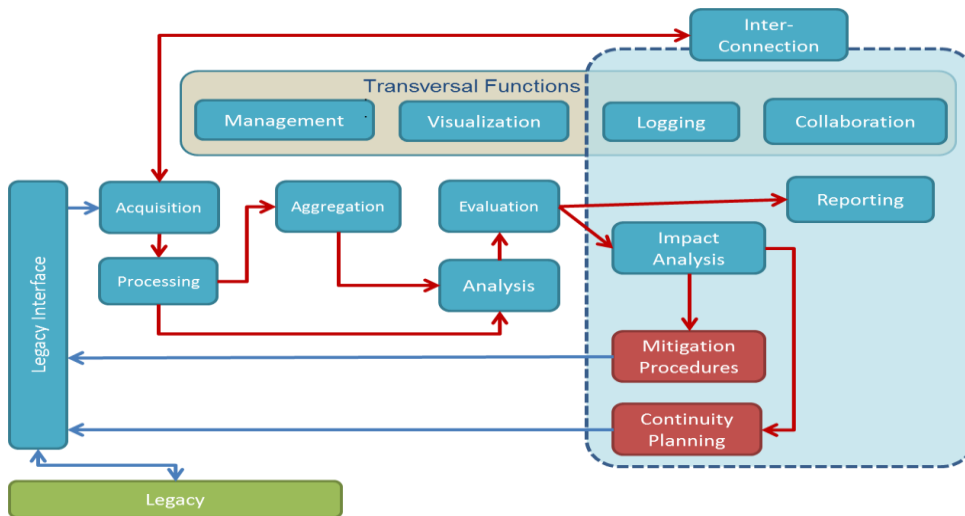 Inter-
Connection
Transversal Functions
Management
Visualization
Logging
Collaboration
Acquisition
Aggregation
Evaluation
Reporting
Impact
Analysis
Processing
Analysis
Legacy Interface
Mitigation
Procedures
Continuity
Planning
Legacy